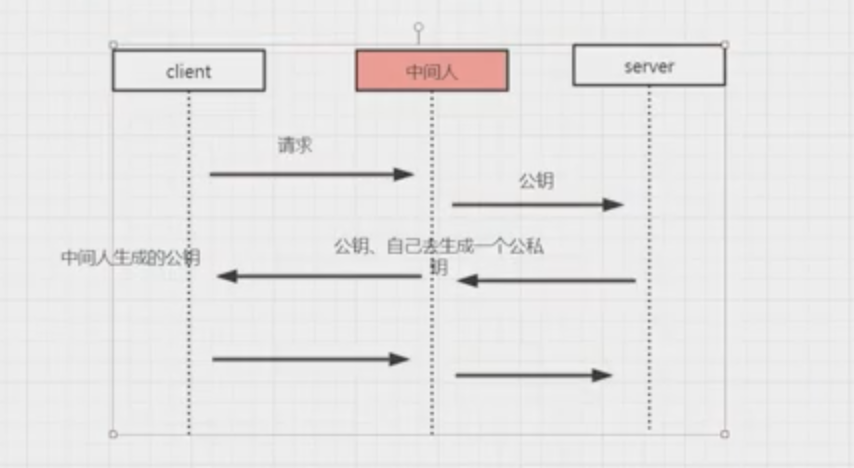 client
中间人
server
请求
公钥
公钥、自己去生成一个公私
钥
中间人生成的公钥